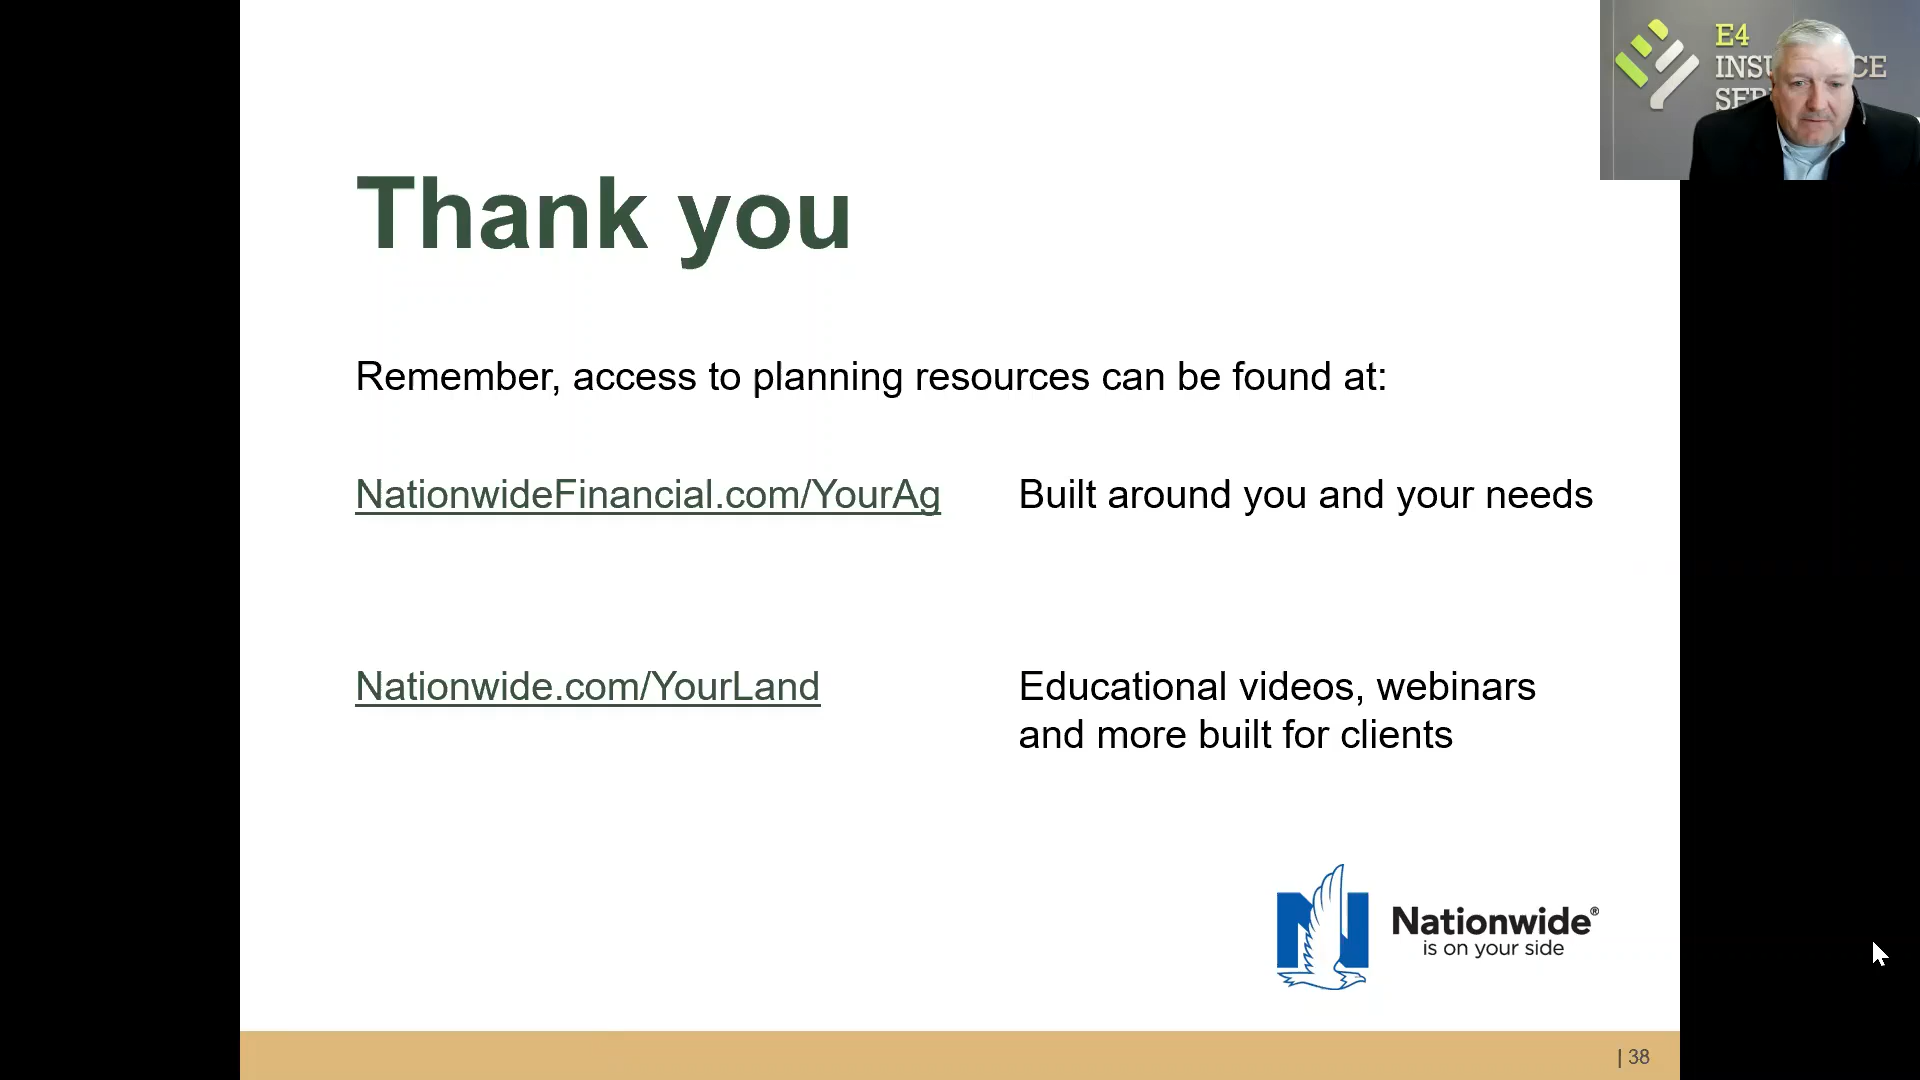 E4
INSURANCE
Thank you
Remember, access to planning resources can be found at:
NationwideFinancial.com/YourAg
Built around you and your needs
Nationwide.com/YourLand
Educational videos, webinars
and more built for clients
Nationwide®
is on your side
| 38